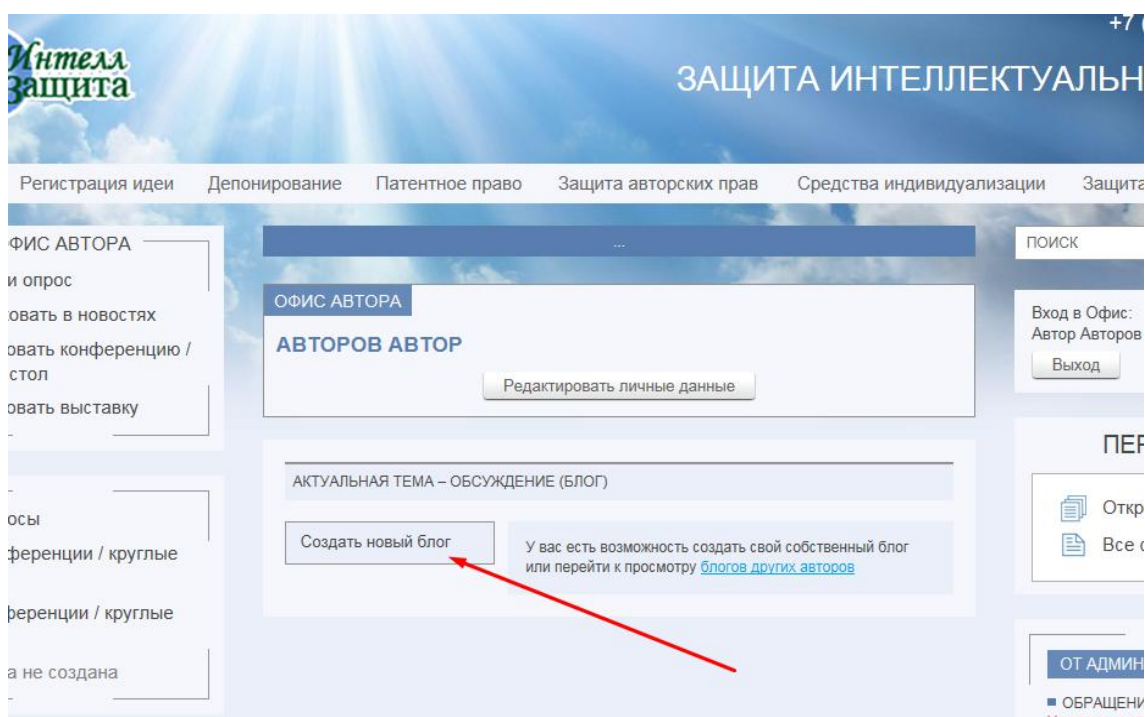 +7 (
Интелл
Защита
ЗАЩИТА ИНТЕЛЛЕКТУАЛЬН
Регистрация идеи Депонирование Патентное право Защита авторских прав Средства индивидуализации Защита
ФИС АВТОРА
и опрос
овать в новостях
овать конференцию /
стол
овать выставку
осы
ференции / круглые
ференции / круглые
а не создана
...
ОФИС АВТОРА
АВТОРОВ АВТОР
Редактировать личные данные
АКТУАЛЬНАЯ ТЕМА – ОБСУЖДЕНИЕ (БЛОГ)
Создать новый блог
У вас есть возможность создать свой собственный блог
или перейти к просмотру блогов других авторов
ПОИСК
Вход в Офис:
Автор Авторов
Выход
ПЕР
Откр
Все
ОТ АДМИН
ОБРАЩЕНИ